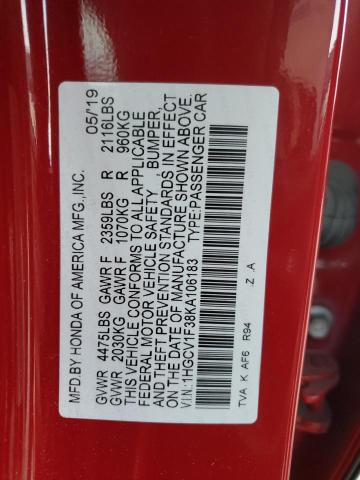 MFD.BY HONDA OF AMERICA MFG.,INC. 05/19
GVWR 4475LBS GAWR F 2359LBS R 2116LBS
GVWR 2030KG GAWR F 1070KG R 960KG
THIS VEHICLE CONFORMS TO ALL APPLICABLE
FEDERAL MOTOR VEHICLE SAFETY, BUMPER,
AND THEFT PREVENTION STANDARDS IN EFFECT
ON THE DATE OF MANUFACTURE SHOWN ABOVE.
V.I.N.:1HGCV1F38KA106183 TYPE:PASSENGER CAR
TVA K AF6 R94 .Z .A